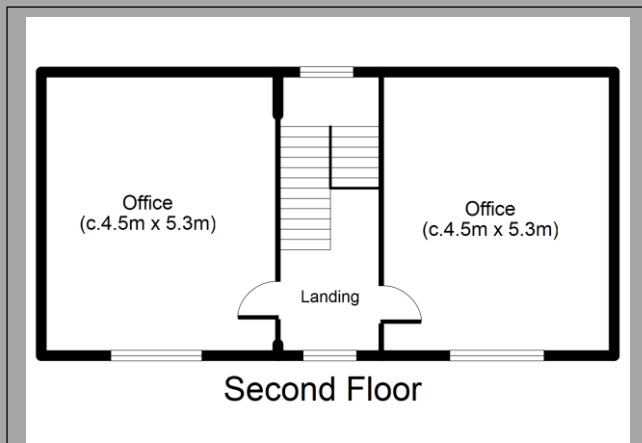 Office
(c.4.5m x 5.3m)
Office
(c.4.5m x 5.3m)
Landing
Second Floor